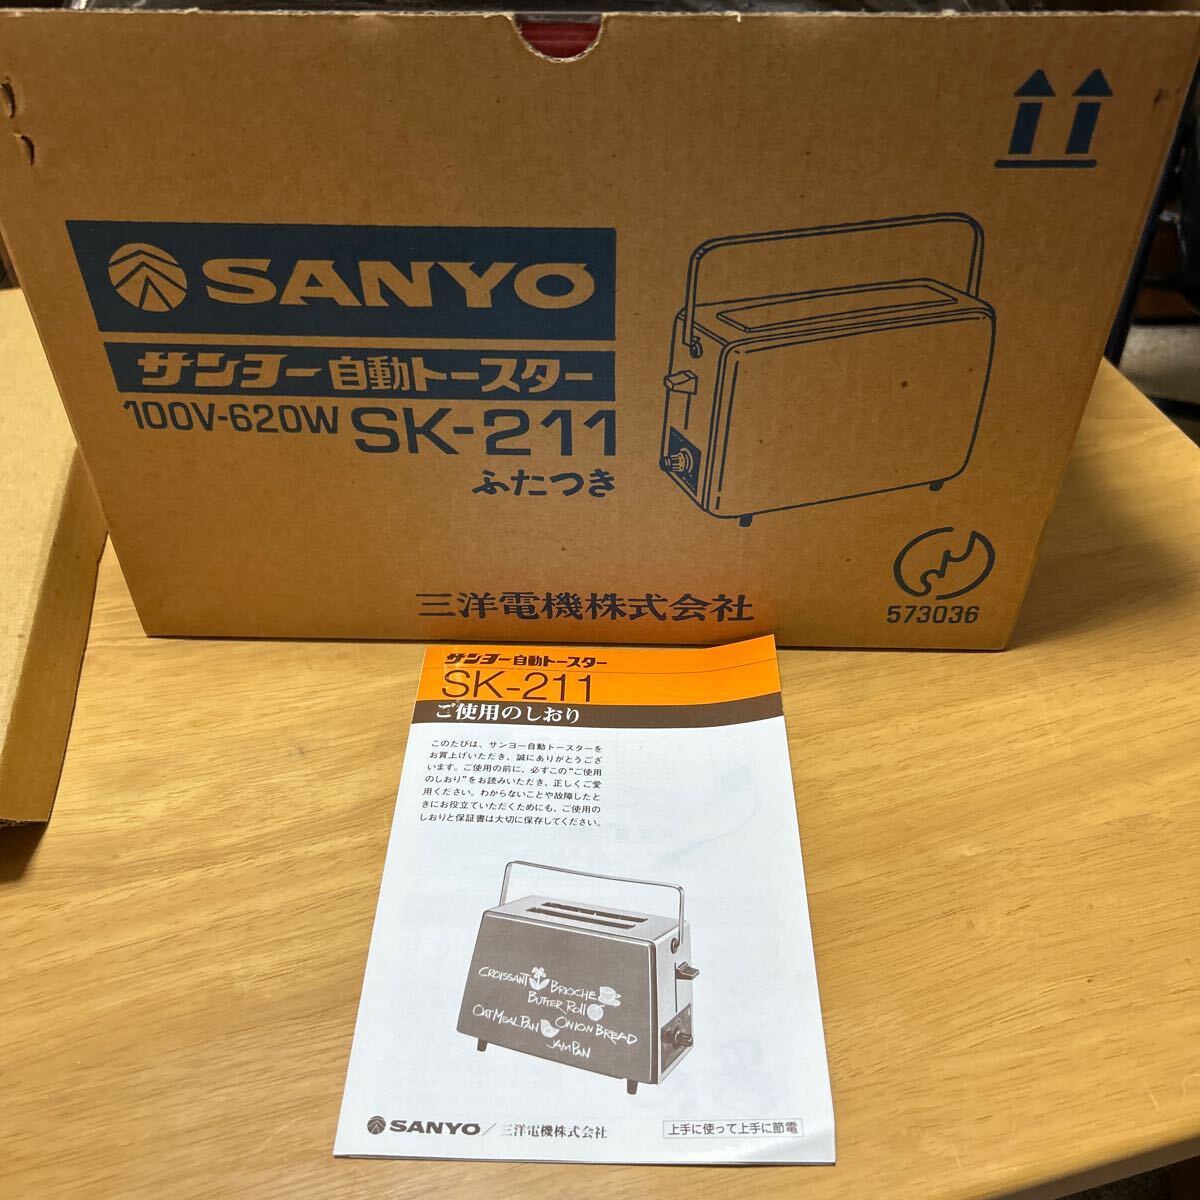 SANYO
サンヨー自動トースター
100V-620W SK-211
ふたつき
三洋電機株式会社
573036
サンヨー自動トースター
SK-211
ご使用のしおり
このたびは、サンヨー自動トースターを
お買上げいただき、誠にありがとうござ
います。ご使用の前に、必ずこの“ご使用
のしおり”をお読みいただき、正しくご愛
用ください。わからないことや故障したと
きにお役立ていただくためにも、ご使用の
しおりと保証書は大切に保存してください。
CROISSANT BRIOCHE
BUTTER ROLL
OATMEAL PAN ONION BREAD
JAM PAN
SANYO/三洋電機株式会社
上手に使って上手に節電